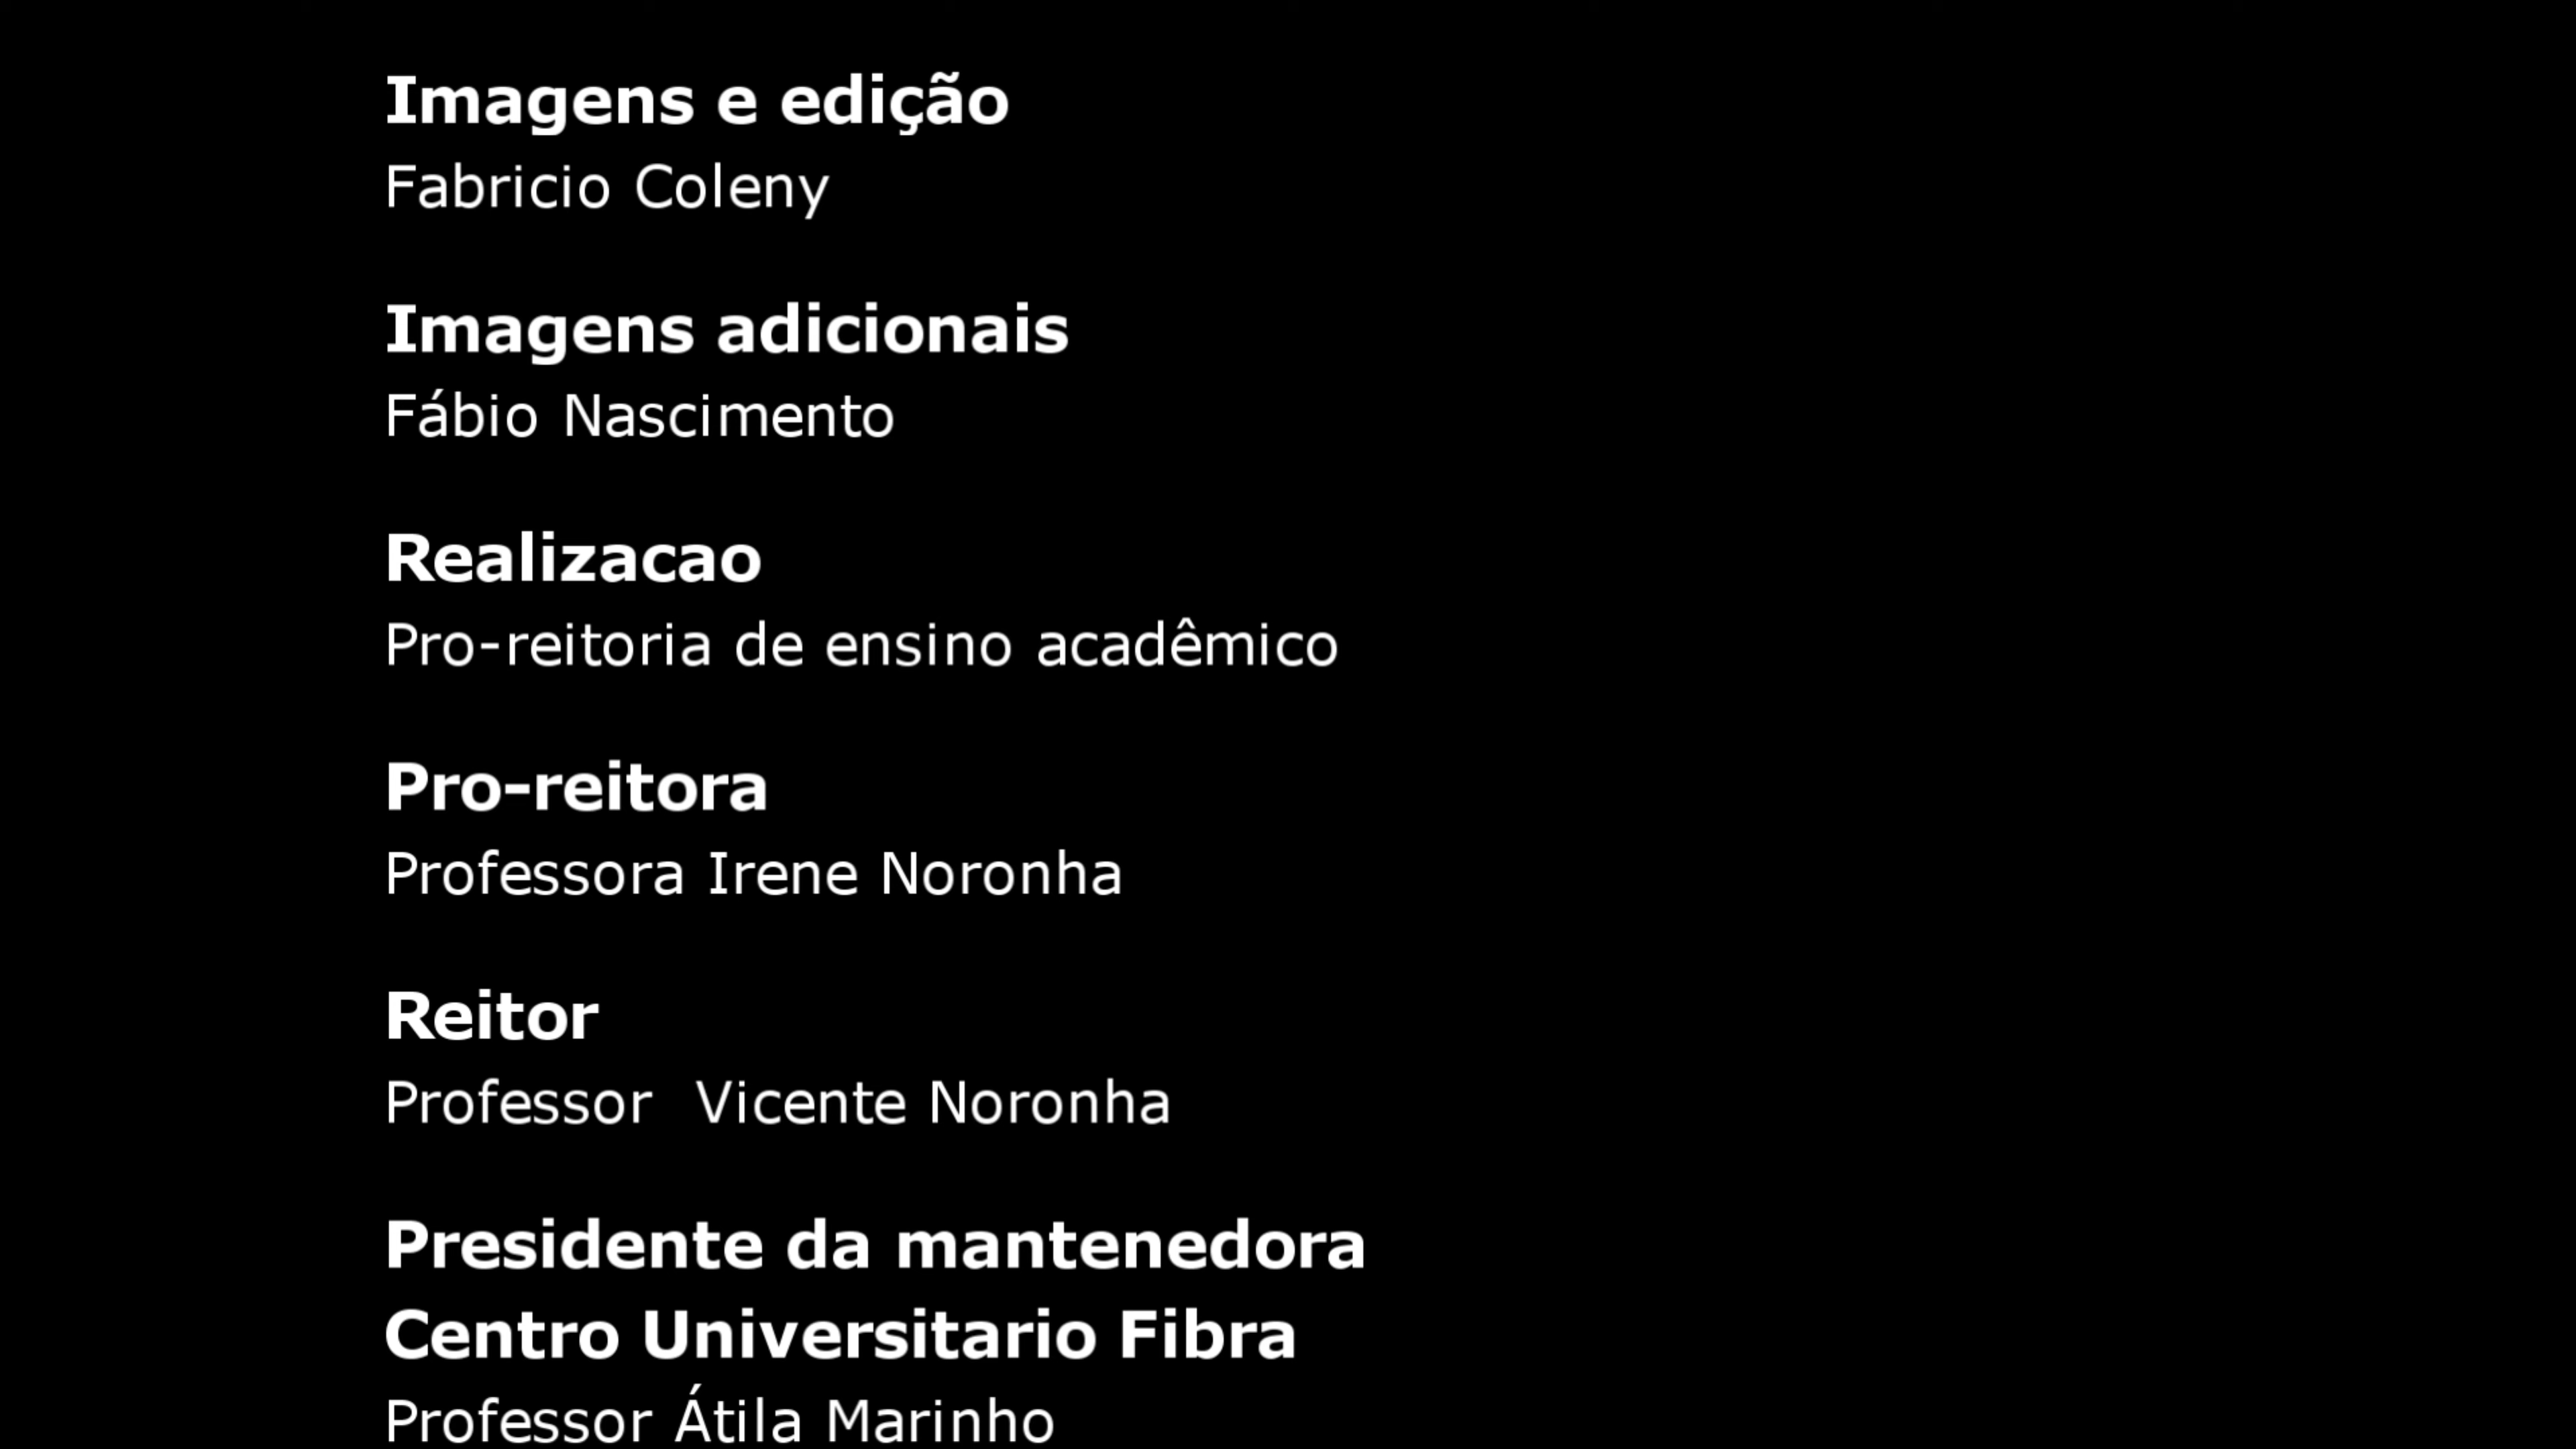 Imagens e edição
Fabricio Coleny
Imagens adicionais
Fábio Nascimento
Realizacao
Pro-reitoria de ensino acadêmico
Pro-reitora
Professora Irene Noronha
Reitor
Professor  Vicente Noronha
Presidente da mantenedora
Centro Universitario Fibra
Professor Átila Marinho